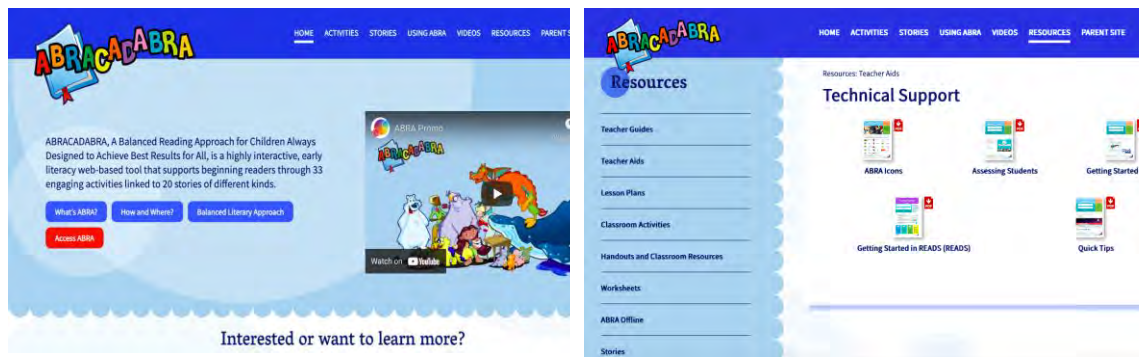 ABRACADABRA
HOME ACTIVITIES STORIES USING ABRA VIDEOS RESOURCES PARENT S
ABRACADABRA, A Balanced Reading Approach for Children Always
Designed to Achieve Best Results for All, is a highly interactive, early
literacy web-based tool that supports beginning readers through 33
engaging activities linked to 20 stories of different kinds.
What's ABRA? How and Where? Balanced Literary Approach
Access ABRA
ABRA Promo
ABRACADABRA
Watch on YouTube
Interested or want to learn more?
ABRACADABRA
HOME ACTIVITIES STORIES USING ABRA VIDEOS RESOURCES PARENT SITE
Resources
Teacher Guides
Teacher Aids
Lesson Plans
Classroom Activities
Handouts and Classroom Resources
Worksheets
ABRA Offline
Stories
Resources: Teacher Aids
Technical Support
ABRA Icons Assessing Students Getting Started
Getting Started in READS (READS) Quick Tips